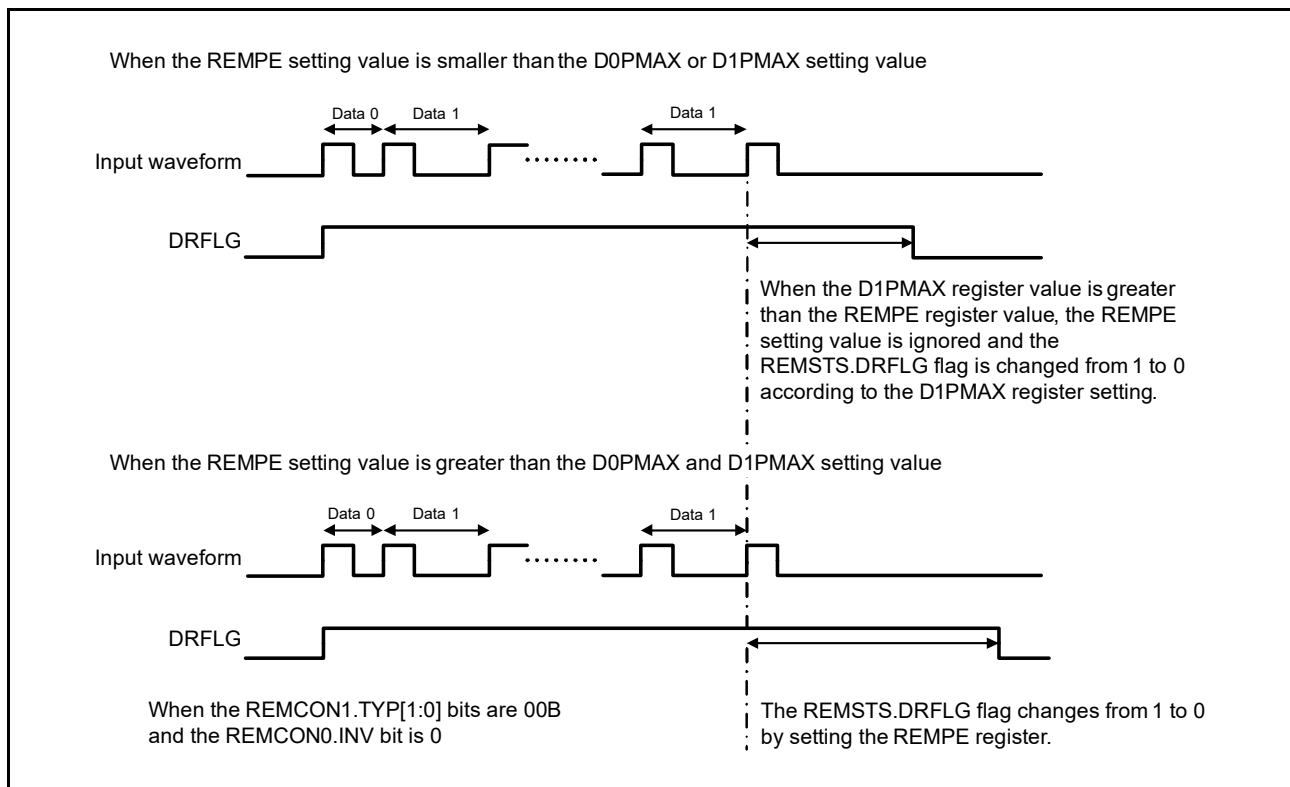 When the REMPE setting value is smaller than the D0PMAX or D1PMAX setting value
Data 0 Data 1 Data 1
Input waveform
DRFLG
When the D1PMAX register value is greater
than the REMPE register value, the REMPE
setting value is ignored and the
REMSTS.DRFLG flag is changed from 1 to 0
according to the D1PMAX register setting.
When the REMPE setting value is greater than the D0PMAX and D1PMAX setting value
Data 0 Data 1 Data 1
Input waveform
DRFLG
When the REMCON1.TYP[1:0] bits are 00B
and the REMCON0.INV bit is 0
The REMSTS.DRFLG flag changes from 1 to 0
by setting the REMPE register.